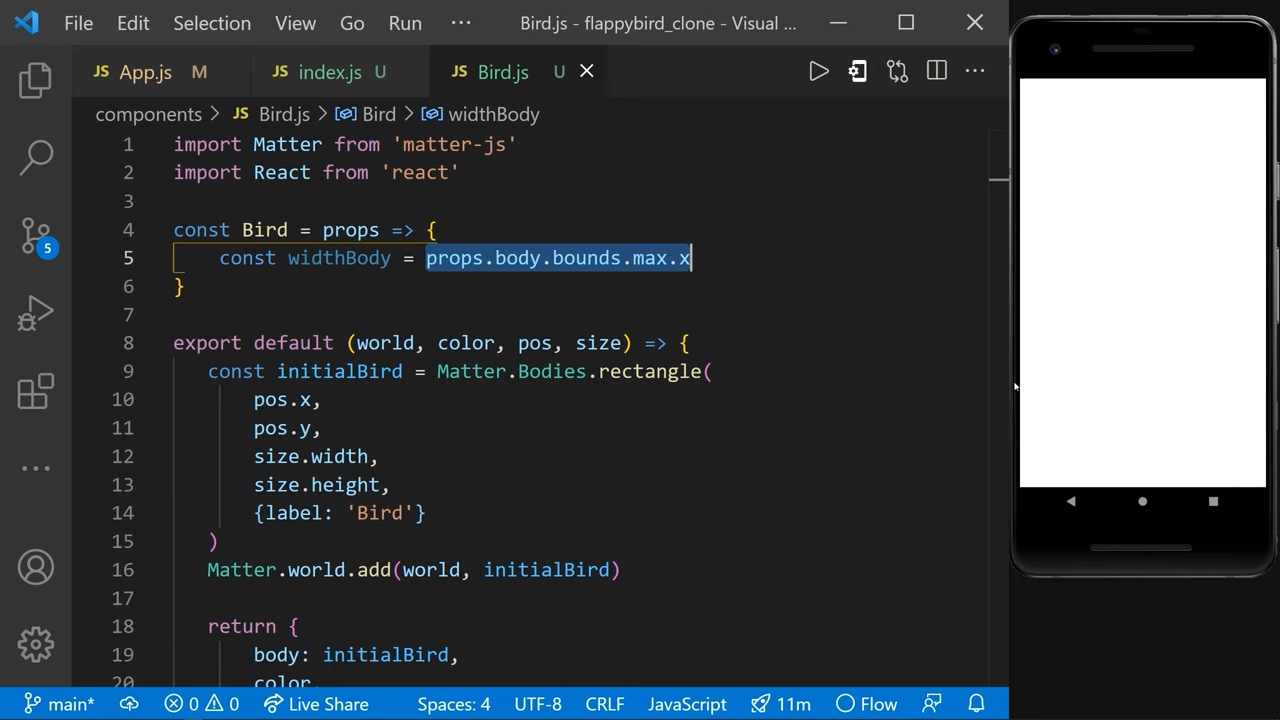 File Edit Selection View Go Run ··· Bird.js - flappybird_clone - Visual ...
JS App.js M JS index.js U JS Bird.js U
components > JS Bird.js > Bird > widthBody
1 import Matter from 'matter-js'
2 import React from 'react'
3
4 const Bird = props => {
5 const widthBody = props.body.bounds.max.x
6 }
7
8 export default (world, color, pos, size) => {
9 const initialBird = Matter.Bodies.rectangle(
10 pos.x,
11 pos.y,
12 size.width,
13 size.height,
14 {label: 'Bird'}
15 )
16 Matter.world.add(world, initialBird)
17
18 return {
19 body: initialBird,
20 color,
5
main* 0 0 Live Share Spaces: 4 UTF-8 CRLF JavaScript 11m Flow